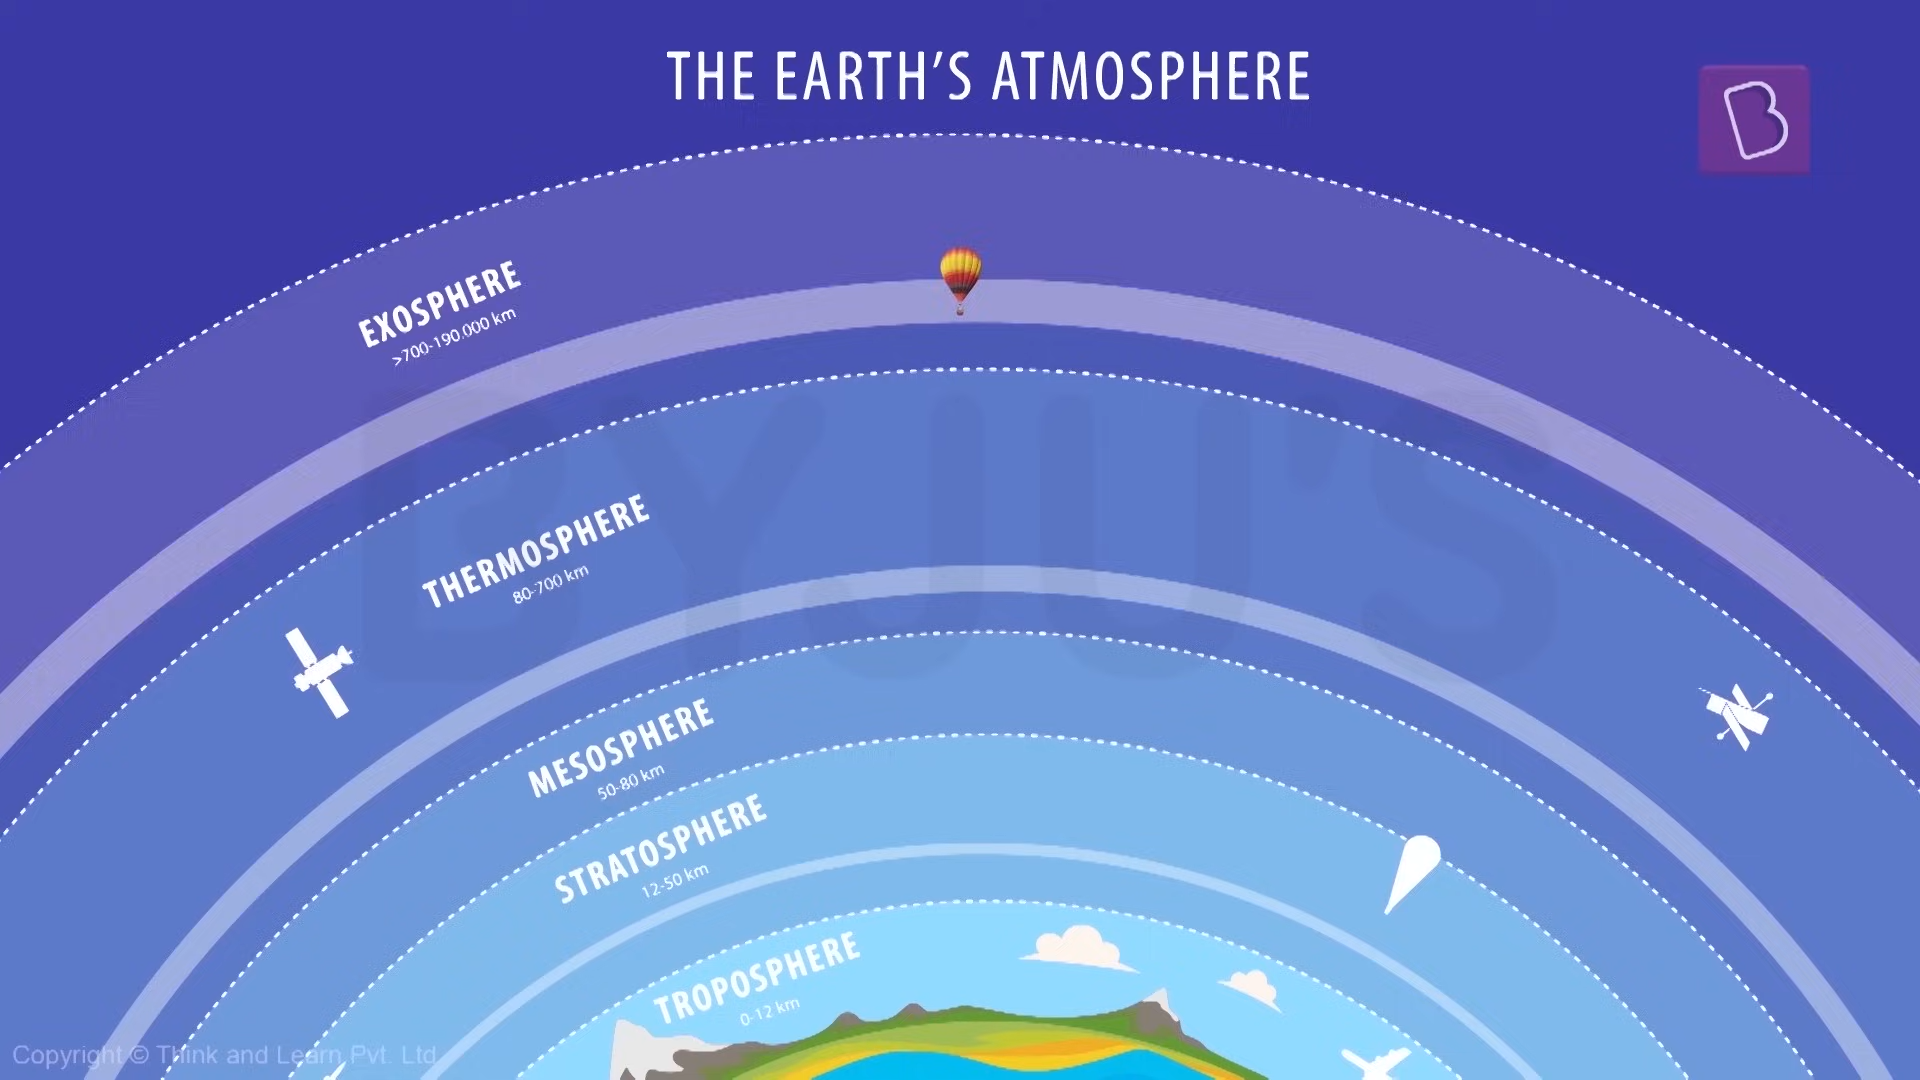 THE EARTH'S ATMOSPHERE
B
EXOSPHERE
>700-190.000 km
BYJU'S
THERMOSPHERE
80-700 km
MESOSPHERE
50-80 km
STRATOSPHERE
12-50 km
TROPOSPHERE
0-12 km
Copyright © Think and Learn Pvt. Ltd.